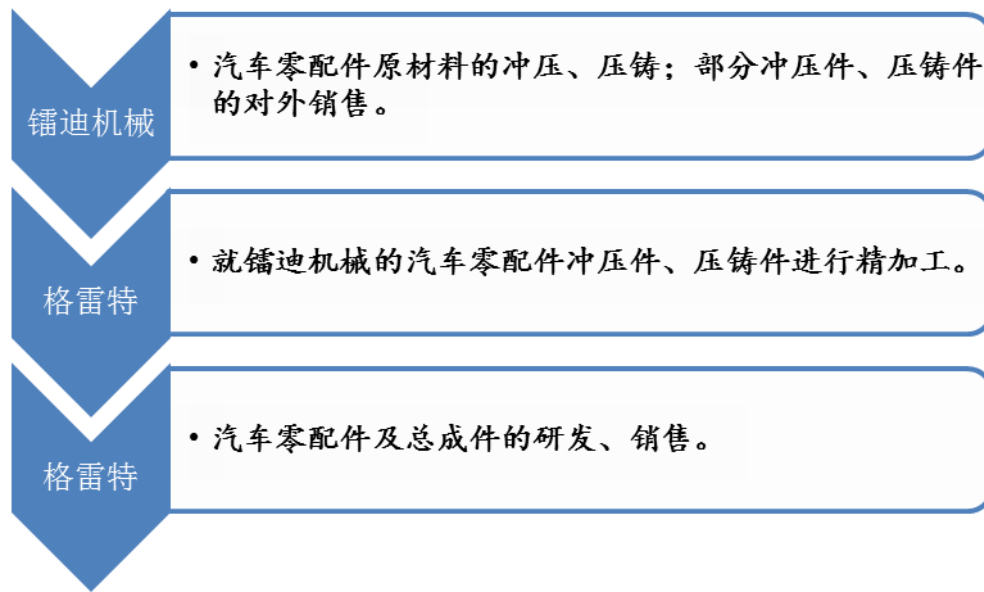 镭迪机械
• 汽车零配件原材料的冲压、压铸；部分冲压件、压铸件
的对外销售。
格雷特
• 就镭迪机械的汽车零配件冲压件、压铸件进行精加工。
格雷特
• 汽车零配件及总成件的研发、销售。